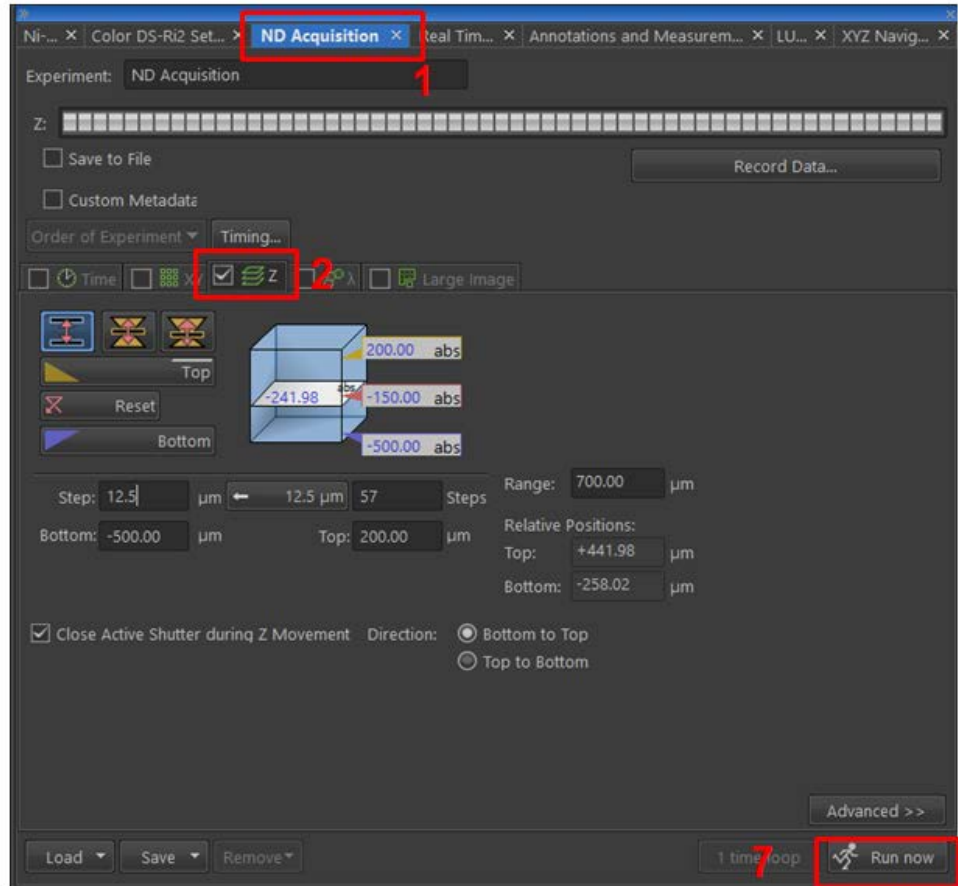 Ni-... × Color DS-Ri2 Set... × ND Acquisition × Real Tim... × Annotations and Measurem... × LU... × XYZ Navig... ×
1
Experiment: ND Acquisition
Z:
Save to File
Record Data...
Custom Metadata
Order of Experiment Timing...
Time XY Z 2 λ Large Image
200.00 abs
Top
-241.98 abs -150.00 abs
Reset
Bottom
-500.00 abs
Step: 12.5 µm 12.5 µm 57 Steps Range: 700.00 µm
Bottom: -500.00 µm Top: 200.00 µm
Relative Positions:
Top: +441.98 µm
Bottom: -258.02 µm
Close Active Shutter during Z Movement Direction: Bottom to Top
Top to Bottom
Advanced >>
Load Save Remove 1 time loop 7 Run now